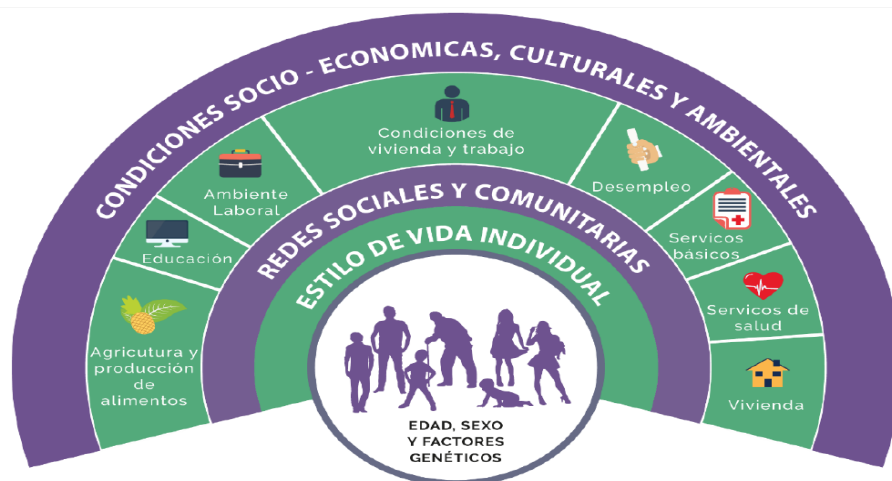 CONDICIONES SOCIO - ECONOMICAS, CULTURALES Y AMBIENTALES
Condiciones de
vivienda y trabajo
Ambiente
Laboral
Desempleo
Educación
Servicos
básicos
Agricutura y
producción
de
alimentos
Servicos de
salud
Vivienda
REDES SOCIALES Y COMUNITARIAS
ESTILO DE VIDA INDIVIDUAL
EDAD, SEXO
Y FACTORES
GENÉTICOS